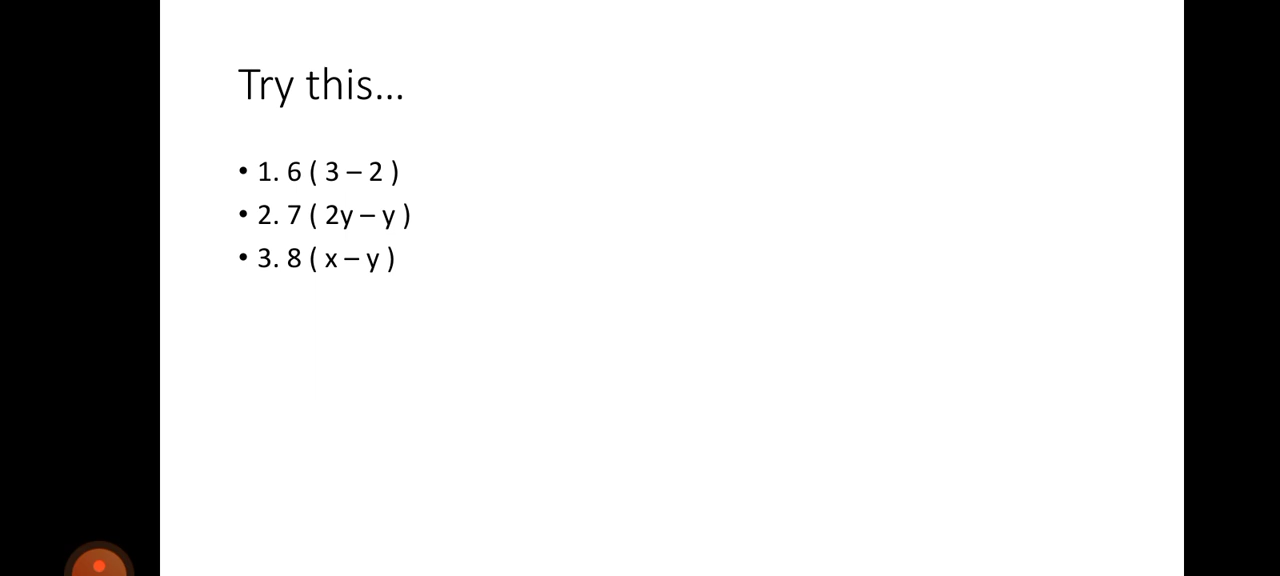 Try this...
• 1. 6 ( 3 – 2 )
• 2. 7 ( 2y – y )
• 3. 8 ( x – y )